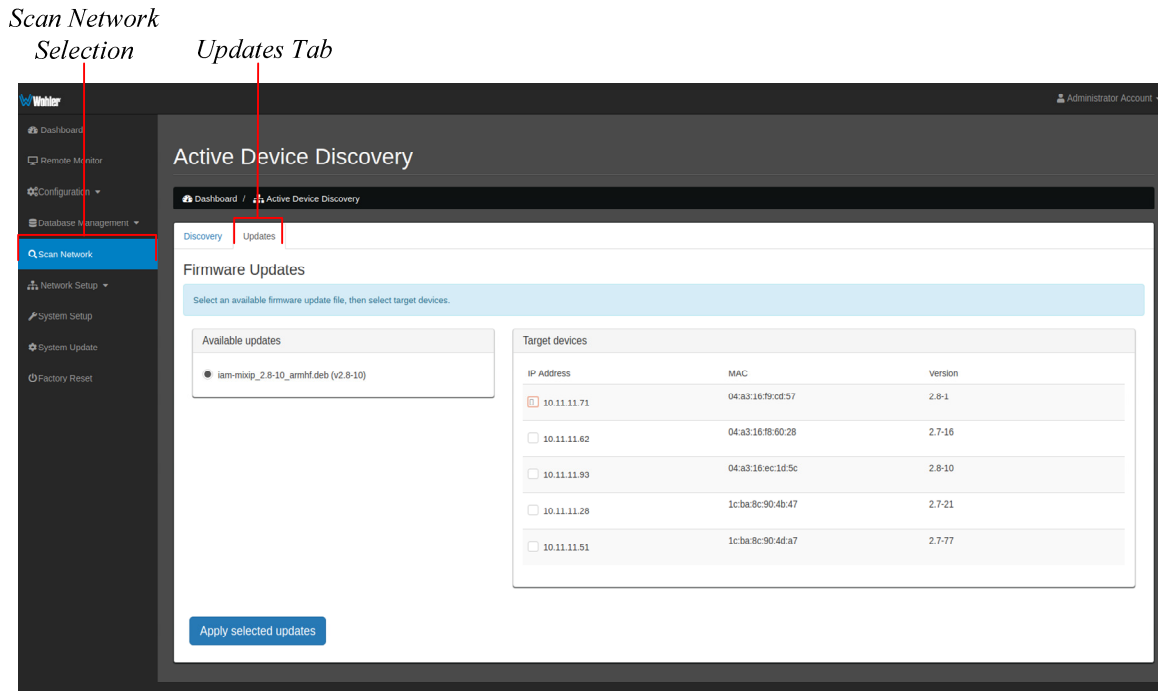 Scan Network
Selection
Updates Tab
Wohler
Administrator Account
Dashboard
Remote Monitor
Configuration
Database Management
Scan Network
Network Setup
System Setup
System Update
Factory Reset
Active Device Discovery
Dashboard / Active Device Discovery
Discovery Updates
Firmware Updates
Select an available firmware update file, then select target devices.
Available updates
iam-mixip_2.8-10_armhf.deb (v2.8-10)
Target devices
IP Address MAC Version
10.11.11.71 04:a3:16:f9:cd:57 2.8-1
10.11.11.62 04:a3:16:f8:60:28 2.7-16
10.11.11.93 04:a3:16:ec:1d:5c 2.8-10
10.11.11.28 1c:ba:8c:90:4b:47 2.7-21
10.11.11.51 1c:ba:8c:90:4d:a7 2.7-77
Apply selected updates